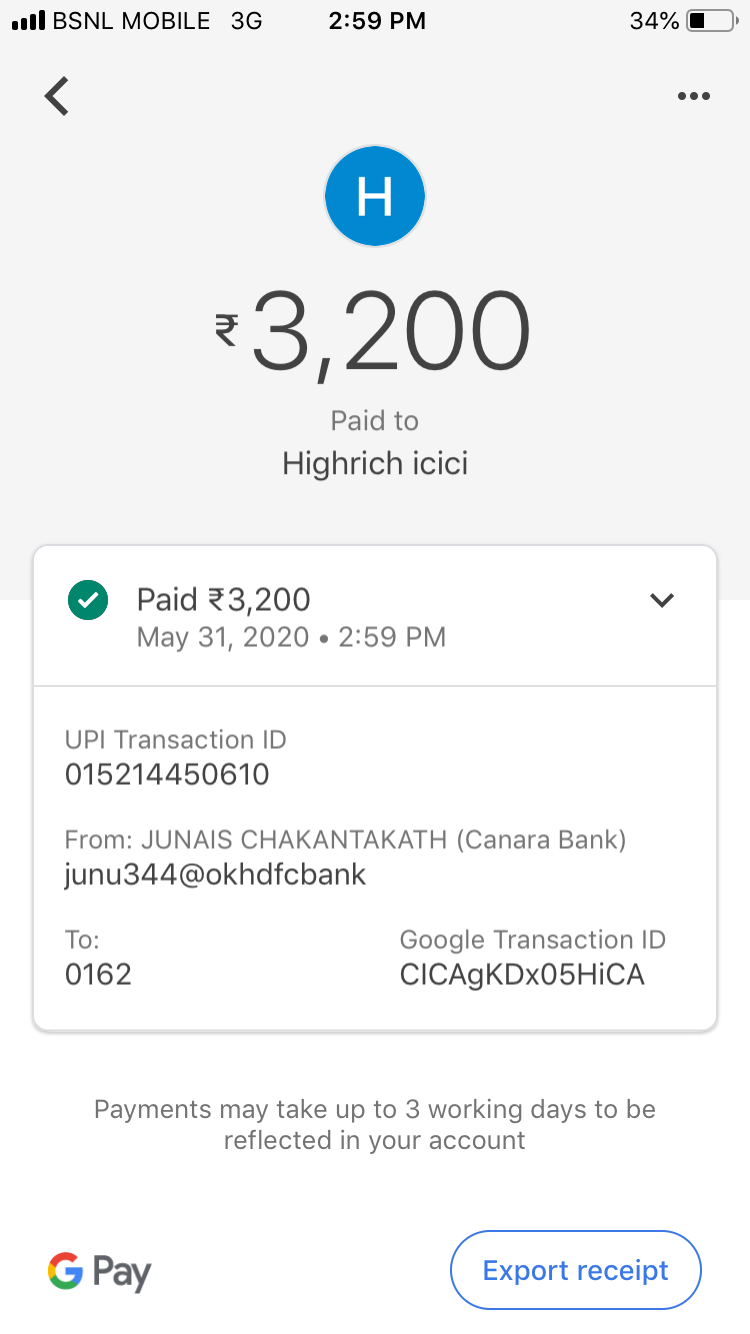 BSNL MOBILE 3G 2:59 PM 34%
H
₹3,200
Paid to
Highrich icici
Paid ₹3,200
May 31, 2020 • 2:59 PM
UPI Transaction ID
015214450610
From: JUNAIS CHAKANTAKATH (Canara Bank)
junu344@okhdfcbank
To: Google Transaction ID
0162 CICAgKDx05HiCA
Payments may take up to 3 working days to be
reflected in your account
G Pay Export receipt